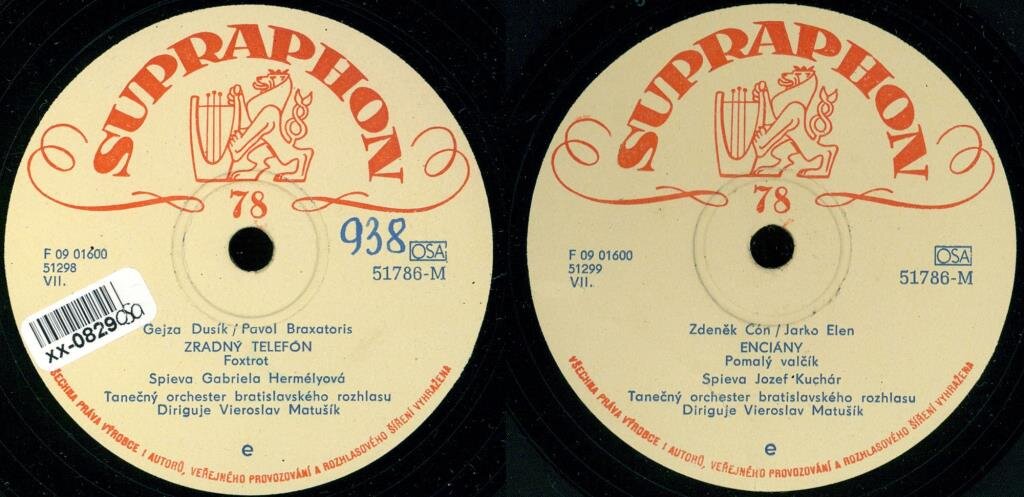 SUPRAPHON
78
938
OSA
F 09 01600
51298
VII.
51786-M
xx-0829
Gejza Dusík / Pavol Braxatoris
ZRADNÝ TELEFÓN
Foxtrot
Spieva Gabriela Hermélyová
Tanečný orchester bratislavského rozhlasu
Diriguje Vieroslav Matušík
e
VŠECHNA PRÁVA VÝROBCE I AUTORŮ, VEŘEJNÉHO PROVOZOVÁNÍ A ROZHLASOVÉHO ŠÍŘENÍ VYHRAŽENA
SUPRAPHON
78
OSA
F 09 01600
51299
VII.
51786-M
Zdeněk Cón / Jarko Elen
ENCIÁNY
Pomalý valčík
Spieva Jozef Kuchár
Tanečný orchester bratislavského rozhlasu
Diriguje Vieroslav Matušík
e
VŠECHNA PRÁVA VÝROBCE I AUTORŮ, VEŘEJNÉHO PROVOZOVÁNÍ A ROZHLASOVÉHO ŠÍŘENÍ VYHRAŽENA